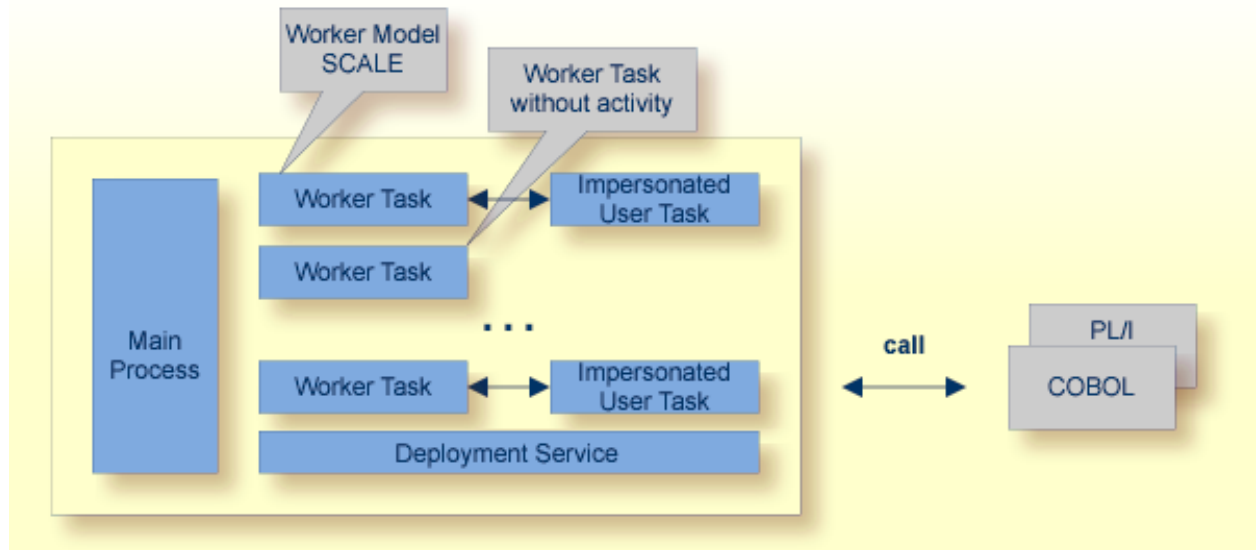 Worker Model
SCALE
Worker Task
without activity
Worker Task
Impersonated
User Task
Worker Task
...
Main
Process
Worker Task
Impersonated
User Task
Deployment Service
call
PL/I
COBOL